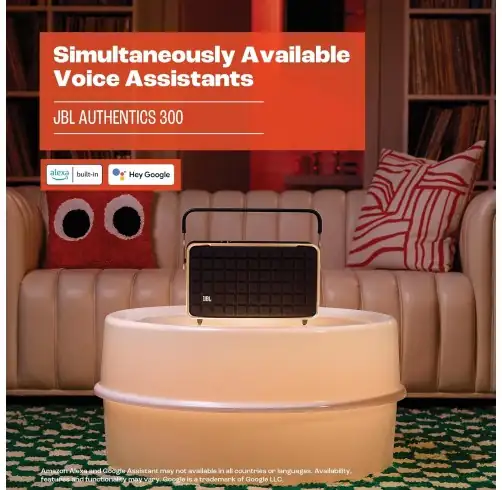 Simultaneously Available
Voice Assistants
JBL AUTHENTICS 300
alexa built-in Hey Google
JBL
Amazon Alexa and Google Assistant may not available in all countries or languages. Availability,
features and functionality may vary. Google is a trademark of Google LLC.